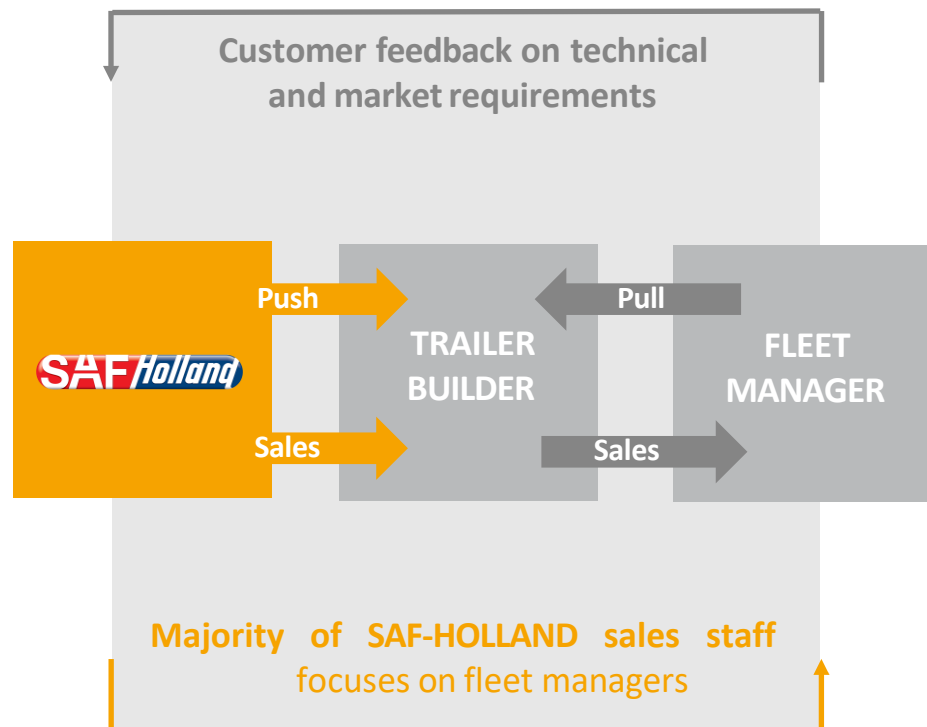 Customer feedback on technical
and market requirements
Push
Pull
SAF Holland
TRAILER
BUILDER
FLEET
MANAGER
Sales
Sales
Majority of SAF-HOLLAND sales staff
focuses on fleet managers